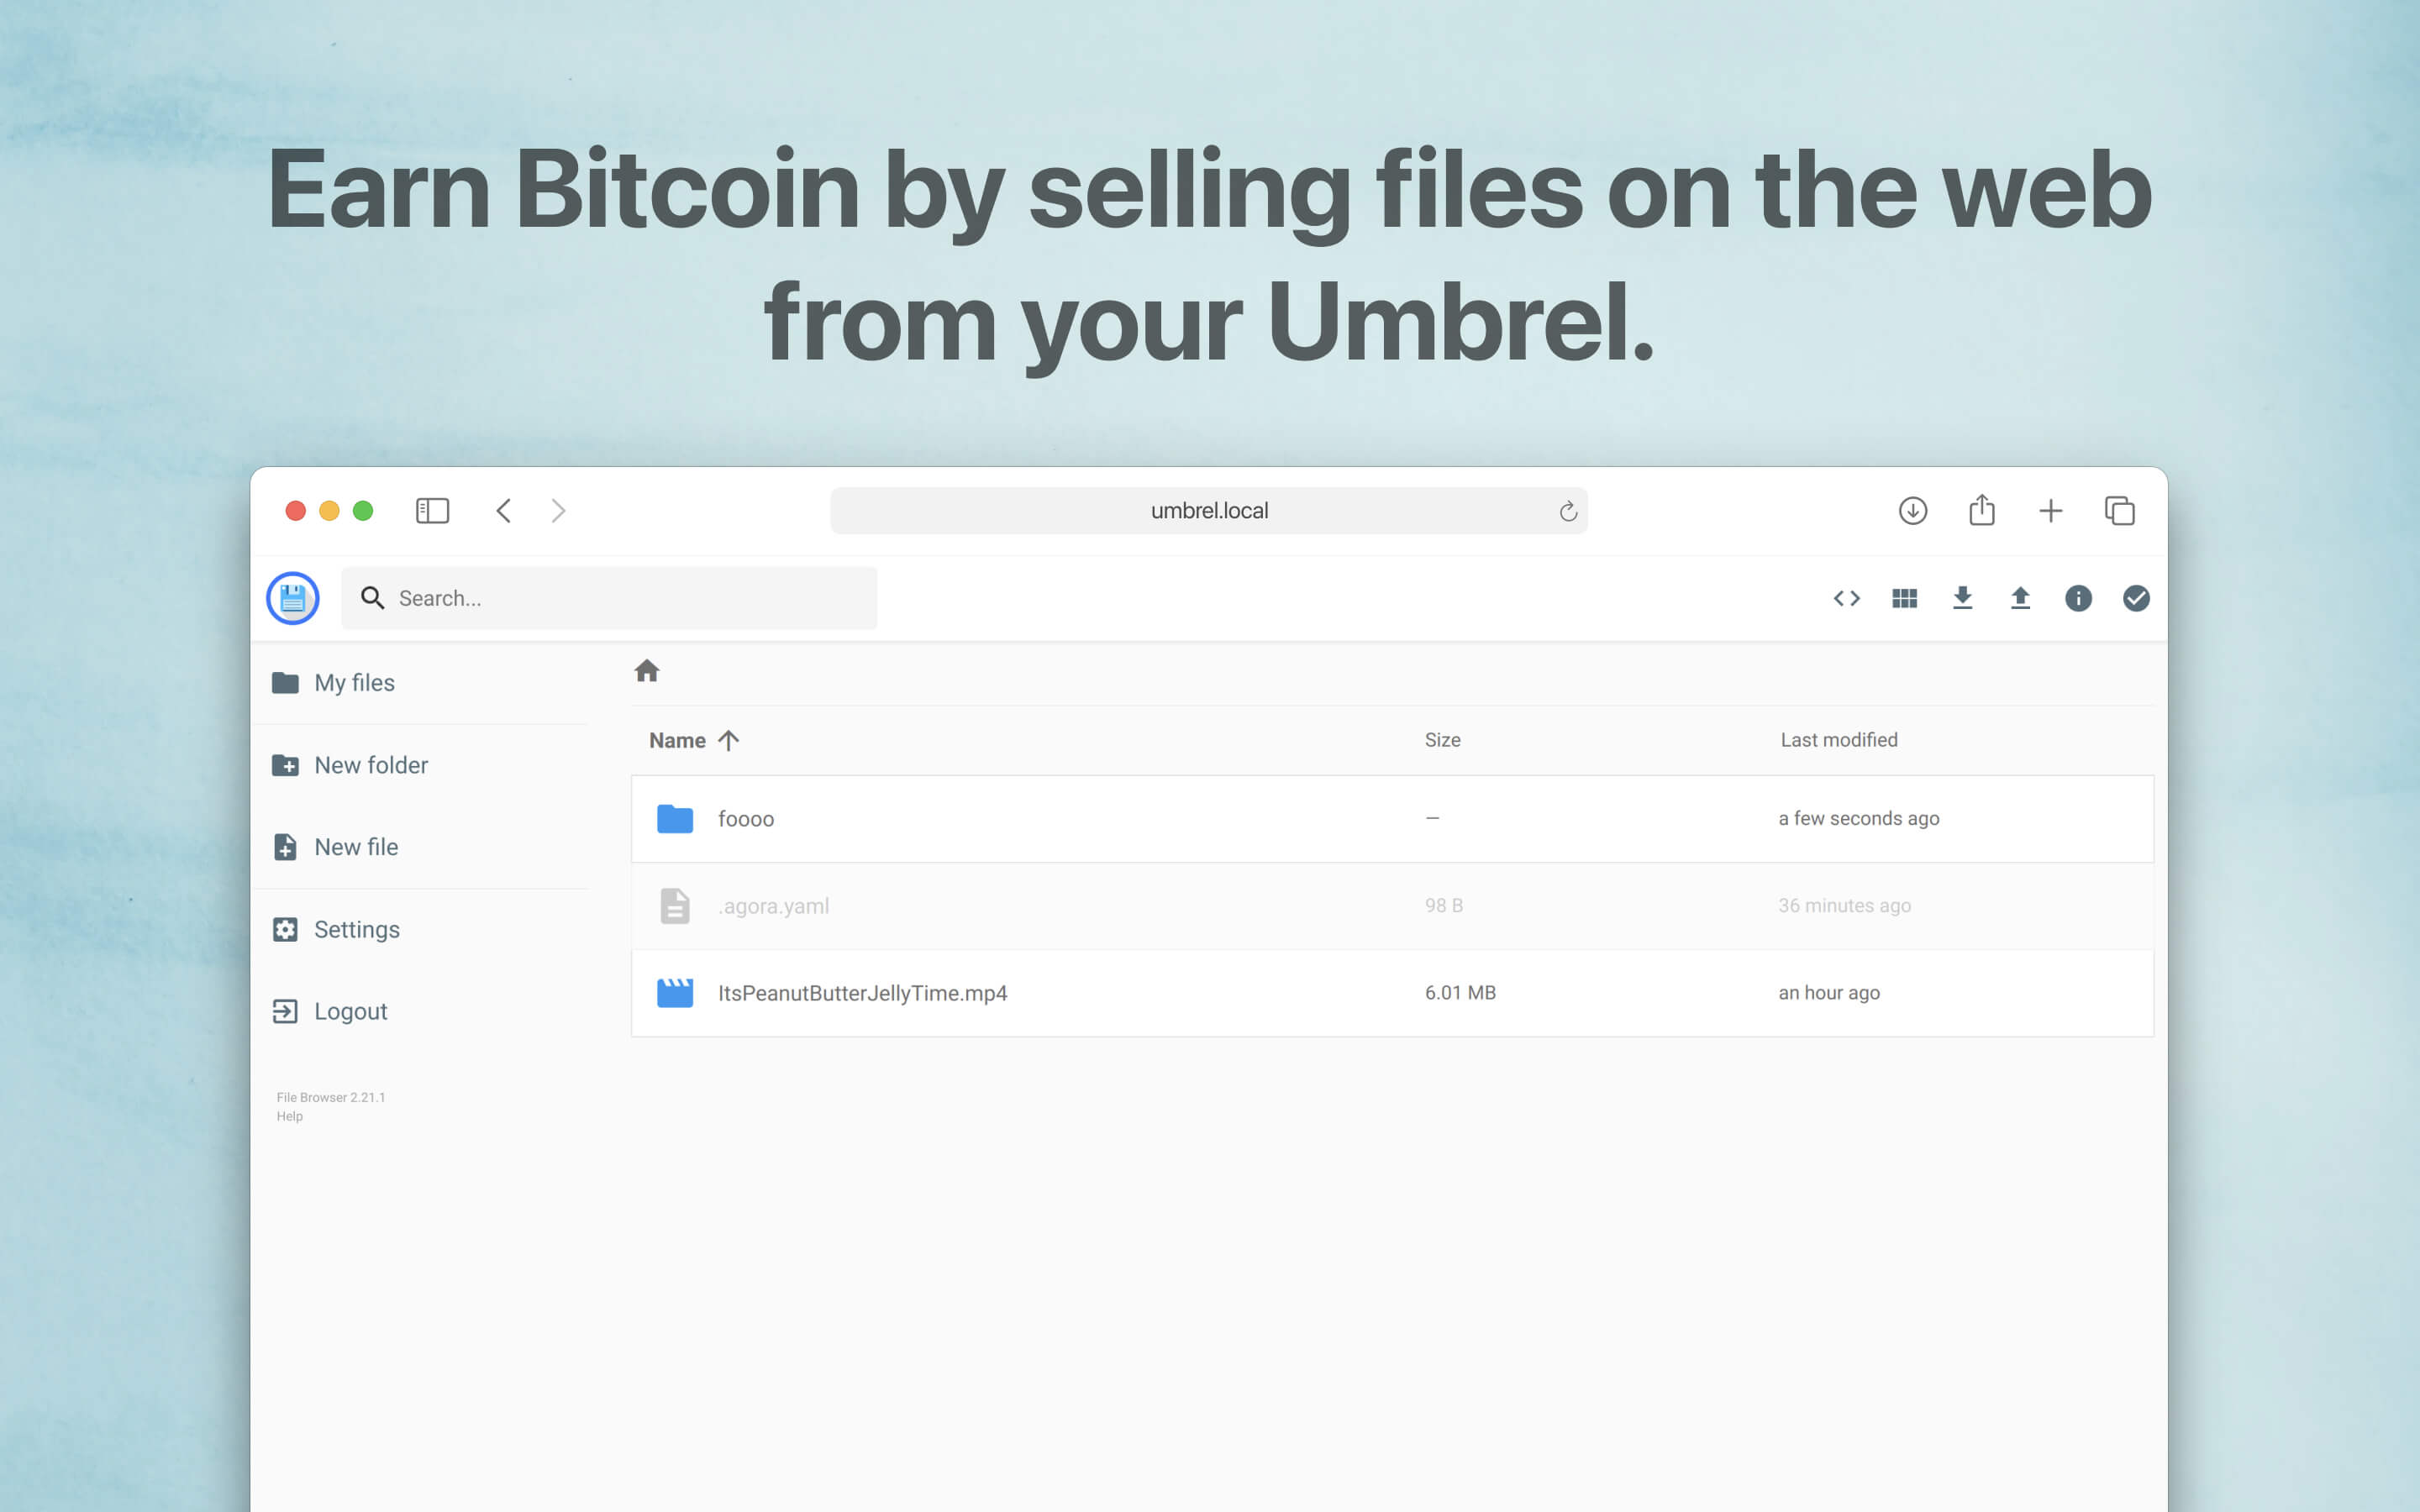 Earn Bitcoin by selling files on the web
from your Umbrel.
umbrel.local
Search...
My files
New folder
New file
Settings
Logout
File Browser 2.21.1
Help
Name Size Last modified
foooo — a few seconds ago
.agora.yaml 98 B 36 minutes ago
ItsPeanutButterJellyTime.mp4 6.01 MB an hour ago